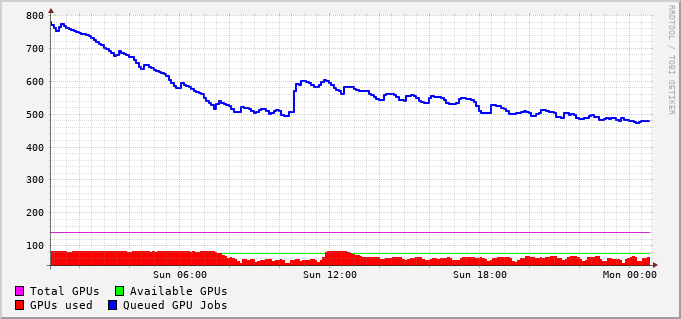 800
700
600
500
400
300
200
100
Sun 06:00 Sun 12:00 Sun 18:00 Mon 00:00
Total GPUs Available GPUs
GPUs used Queued GPU Jobs
RRDTOOL / TOBI OETIKER